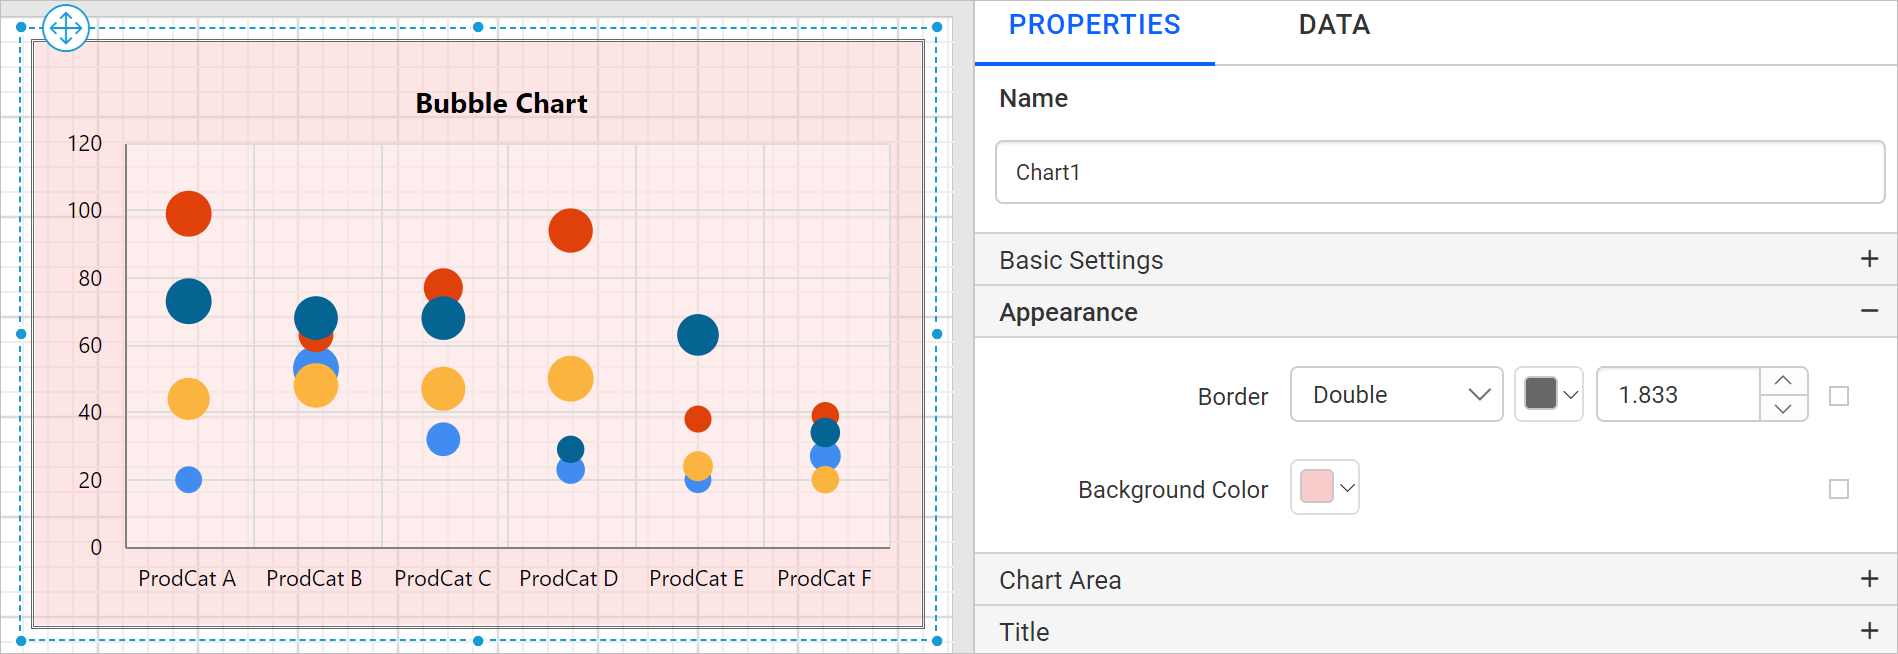 Bubble Chart
120
100
80
60
40
20
0
ProdCat A ProdCat B ProdCat C ProdCat D ProdCat E ProdCat F
PROPERTIES DATA
Name
Chart1
Basic Settings +
Appearance −
Border Double 1.833
Background Color
Chart Area +
Title +